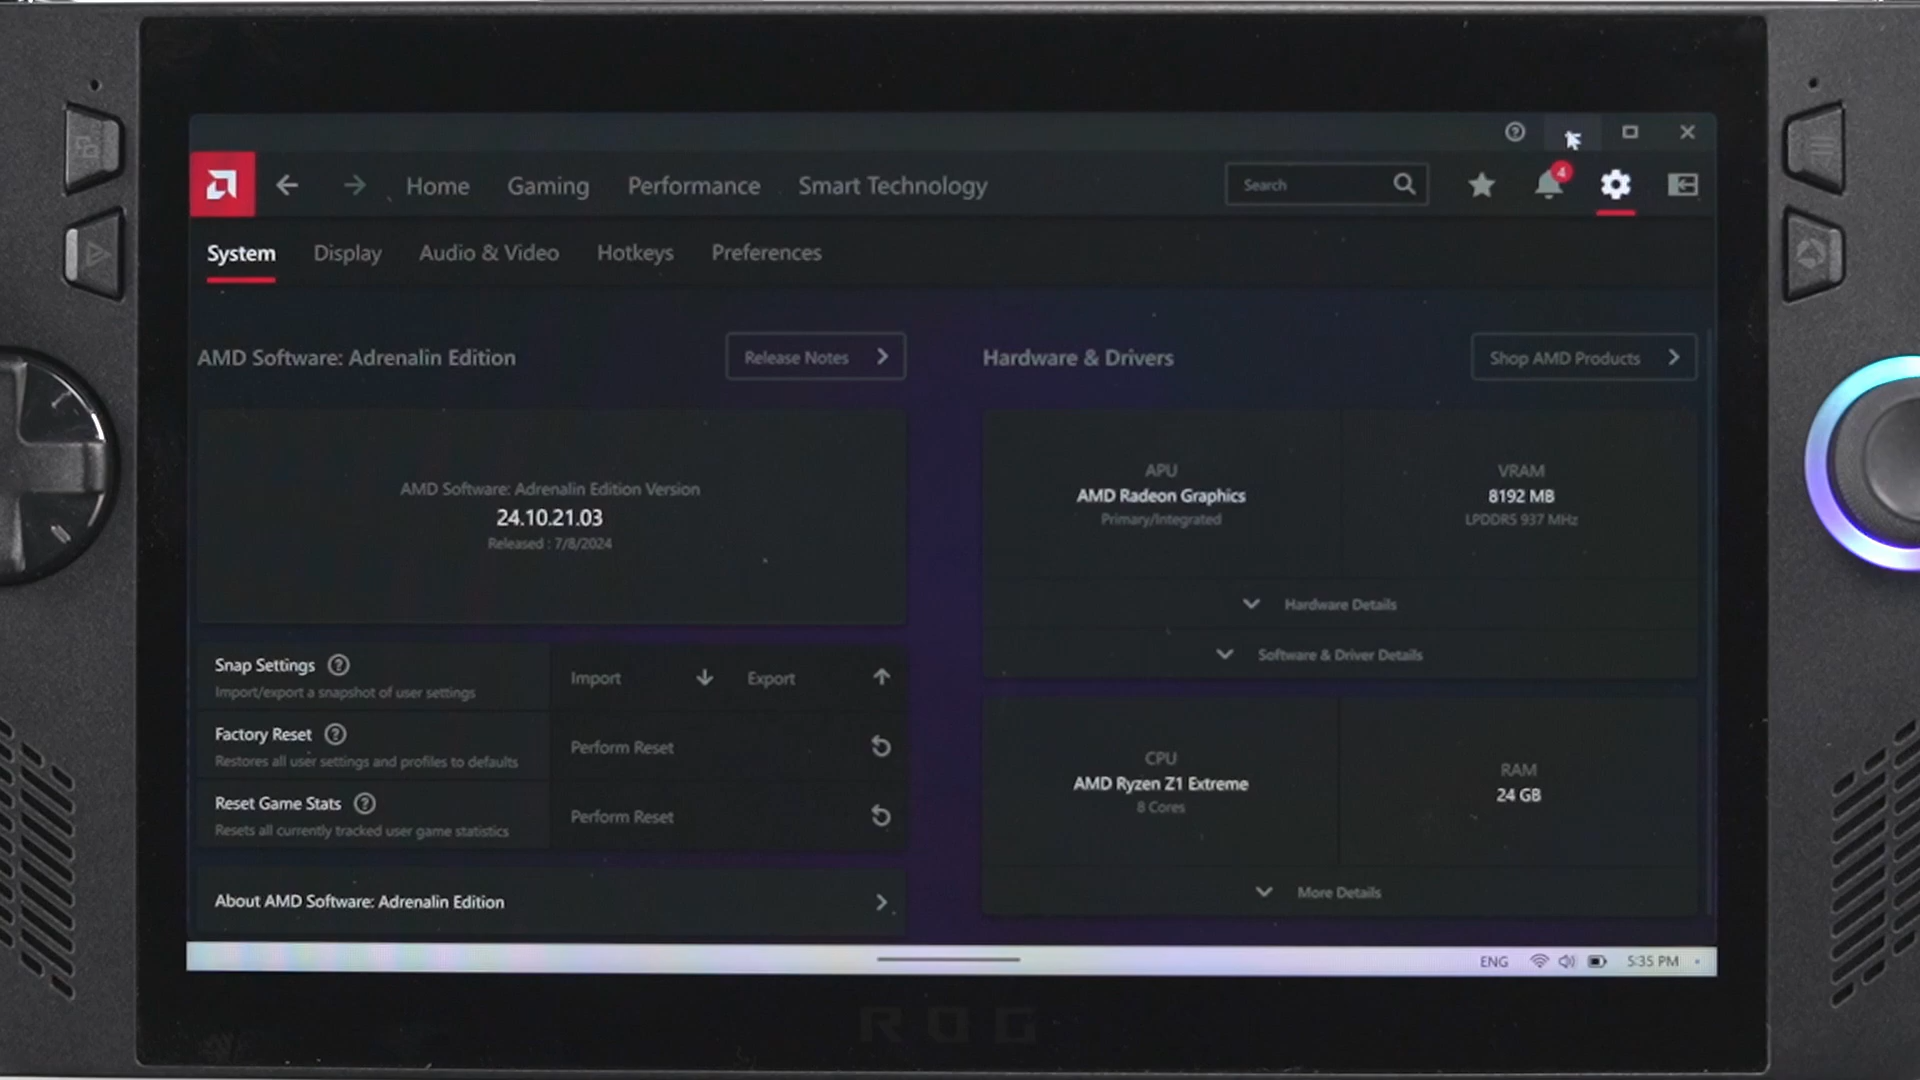 Home
Gaming
Performance
Smart Technology
Search
4
System
Display
Audio & Video
Hotkeys
Preferences
AMD Software: Adrenalin Edition
Release Notes
AMD Software: Adrenalin Edition Version
24.10.21.03
Released : 7/8/2024
Snap Settings
Import/export a snapshot of user settings
Import
Export
Factory Reset
Restores all user settings and profiles to defaults
Perform Reset
Reset Game Stats
Resets all currently tracked user game statistics
Perform Reset
About AMD Software: Adrenalin Edition
Hardware & Drivers
Shop AMD Products
APU
AMD Radeon Graphics
Primary/Integrated
VRAM
8192 MB
LPDDR5 937 MHz
Hardware Details
Software & Driver Details
CPU
AMD Ryzen Z1 Extreme
8 Cores
RAM
24 GB
More Details
ENG
5:35 PM
ROG